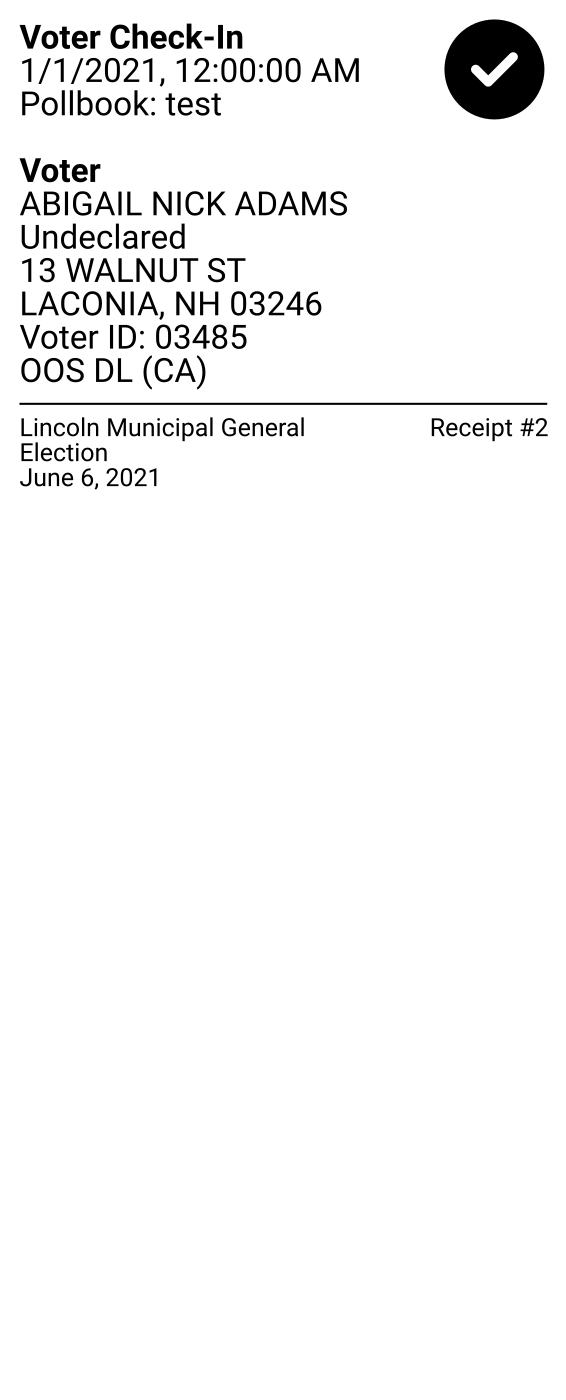 Voter Check-In
1/1/2021, 12:00:00 AM
Pollbook: test
Voter
ABIGAIL NICK ADAMS
Undeclared
13 WALNUT ST
LACONIA, NH 03246
Voter ID: 03485
OOS DL (CA)
Lincoln Municipal General
Election
June 6, 2021
Receipt #2